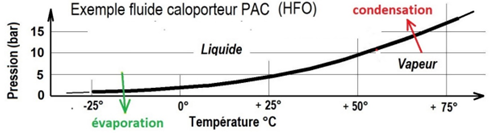 Exemple fluide caloporteur PAC (HFO)
condensation
Pression (bar)
15
10
5
0
Liquide
Vapeur
-25° 0° + 25° + 50° + 75°
évaporation
Température °C